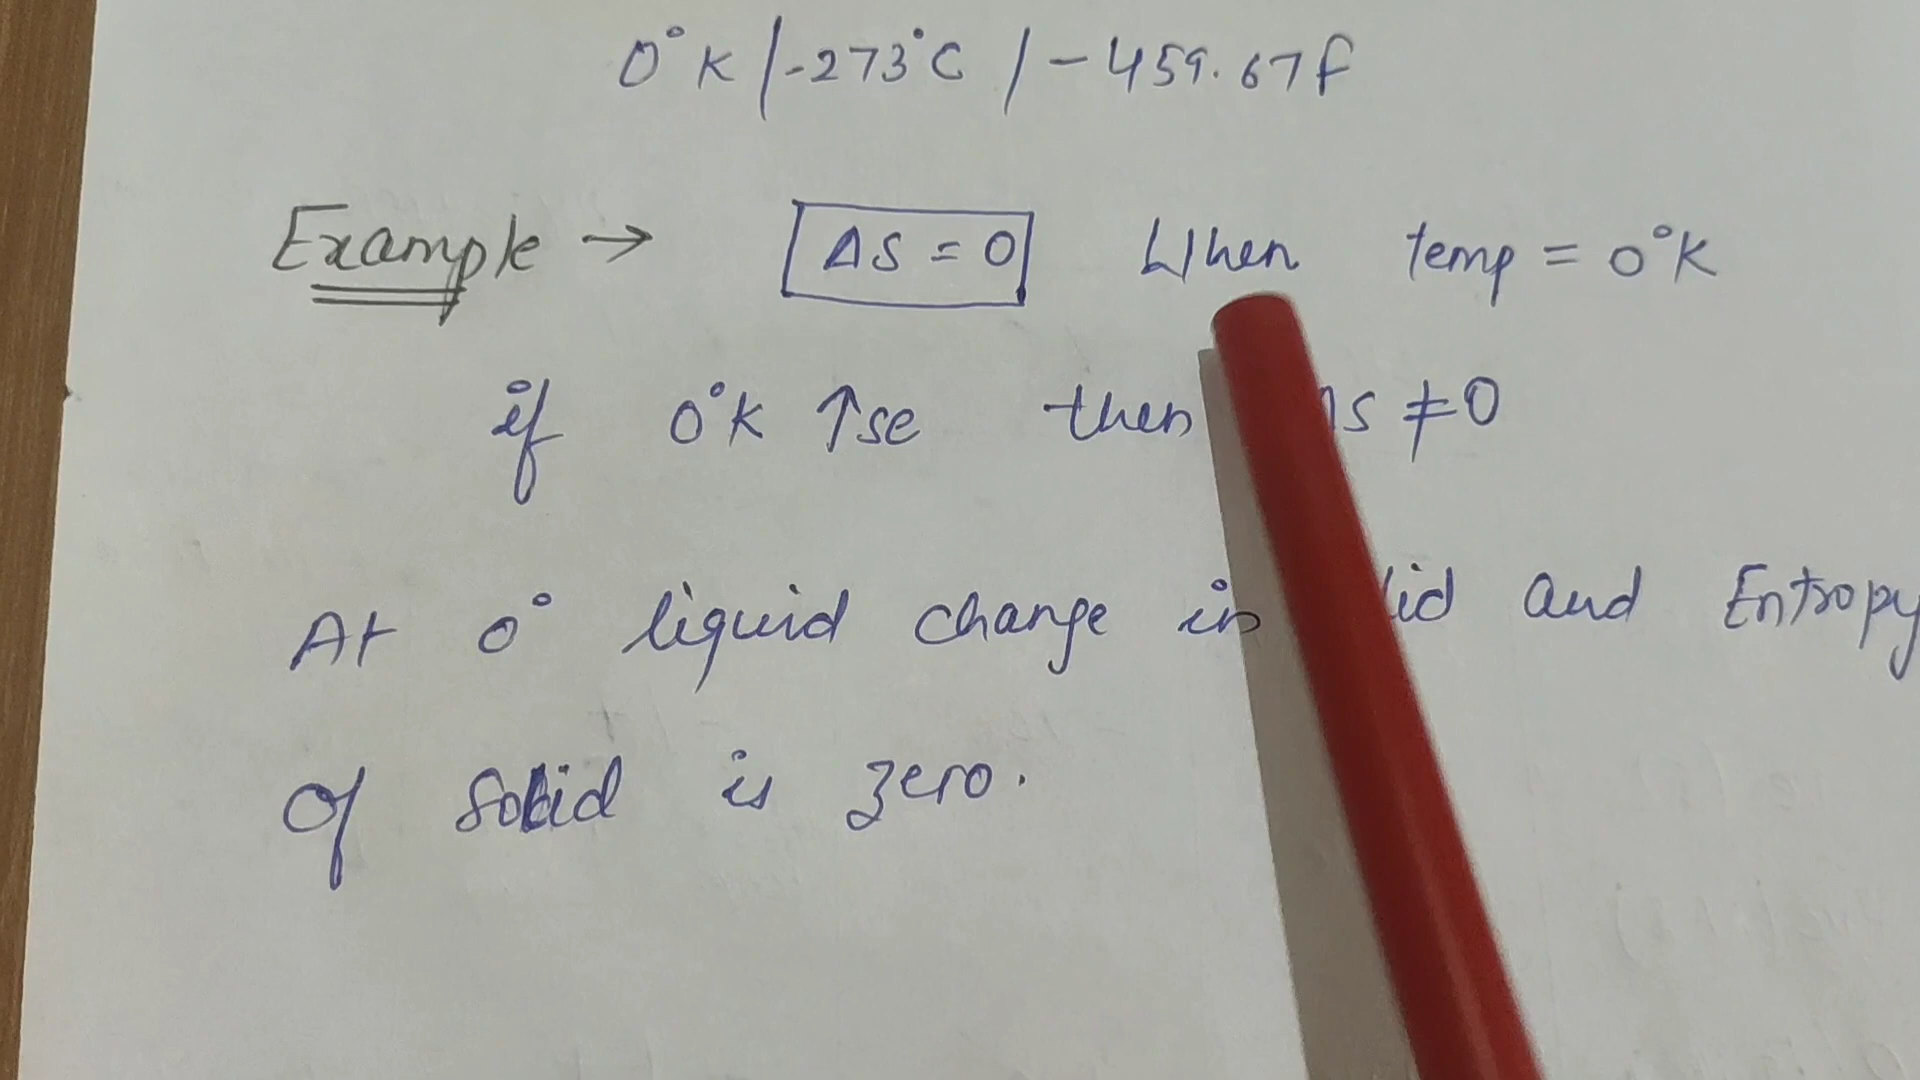 0°K/-273°C/-459.67f
Example → ΔS = 0 When temp = 0°K
if 0°K ↑se then S ≠ 0
At 0° liquid change in lid and Entropy
of Solid is zero.